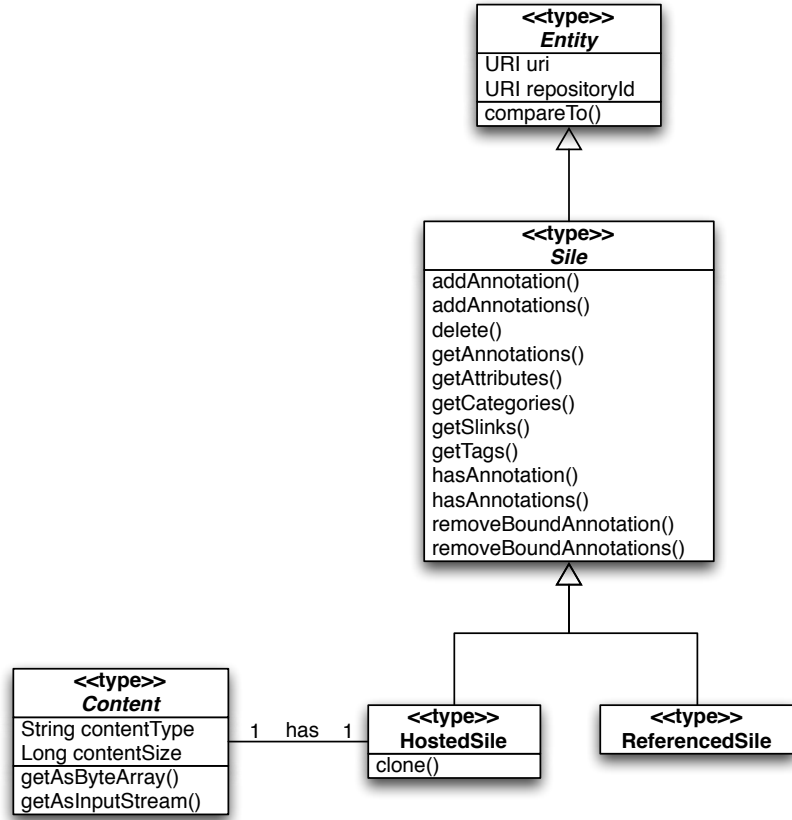 <<type>>
Entity
URI uri
URI repositoryId
compareTo()
<<type>>
Sile
addAnnotation()
addAnnotations()
delete()
getAnnotations()
getAttributes()
getCategories()
getSlinks()
getTags()
hasAnnotation()
hasAnnotations()
removeBoundAnnotation()
removeBoundAnnotations()
<<type>>
Content
String contentType
Long contentSize
getAsByteArray()
getAsInputStream()
1 has 1
<<type>>
HostedSile
clone()
<<type>>
ReferencedSile